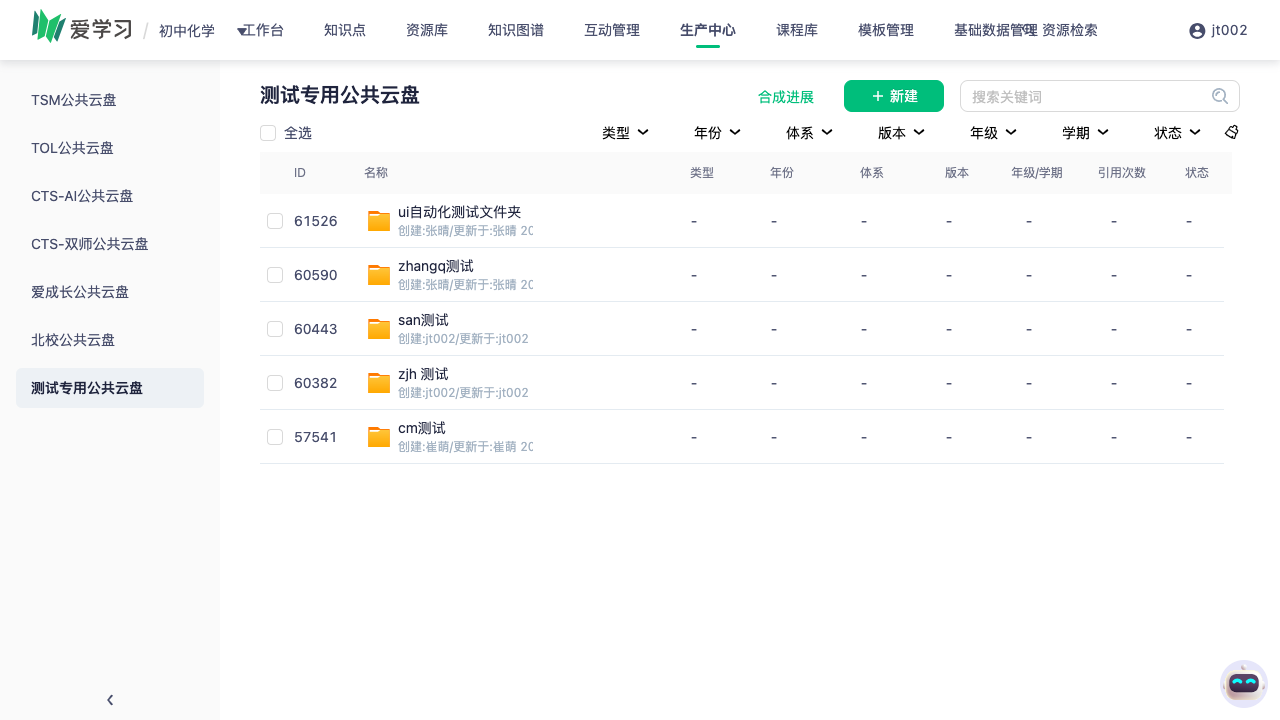 爱学习 / 初中化学 工作台 知识点 资源库 知识图谱 互动管理 生产中心 课程库 模板管理 基础数据管理 资源检索 jt002
TSM公共云盘
TOL公共云盘
CTS-AI公共云盘
CTS-双师公共云盘
爱成长公共云盘
北校公共云盘
测试专用公共云盘
测试专用公共云盘 合成进展 + 新建 搜索关键词
全选 类型 年份 体系 版本 年级 学期 状态
ID 名称 类型 年份 体系 版本 年级/学期 引用次数 状态
61526 ui自动化测试文件夹 - - - - - - -
创建:张晴/更新于:张晴 20
60590 zhangq测试 - - - - - - -
创建:张晴/更新于:张晴 20
60443 san测试 - - - - - - -
创建:jt002/更新于:jt002
60382 zjh 测试 - - - - - - -
创建:jt002/更新于:jt002
57541 cm测试 - - - - - - -
创建:崔萌/更新于:崔萌 20